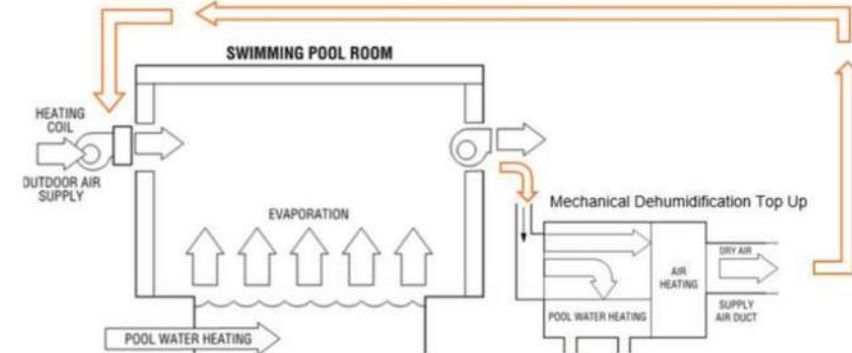 SWIMMING POOL ROOM
HEATING
COIL
OUTDOOR AIR
SUPPLY
EVAPORATION
POOL WATER HEATING
Mechanical Dehumidification Top Up
DRY AIR
AIR
HEATING
POOL WATER HEATING
SUPPLY
AIR DUCT